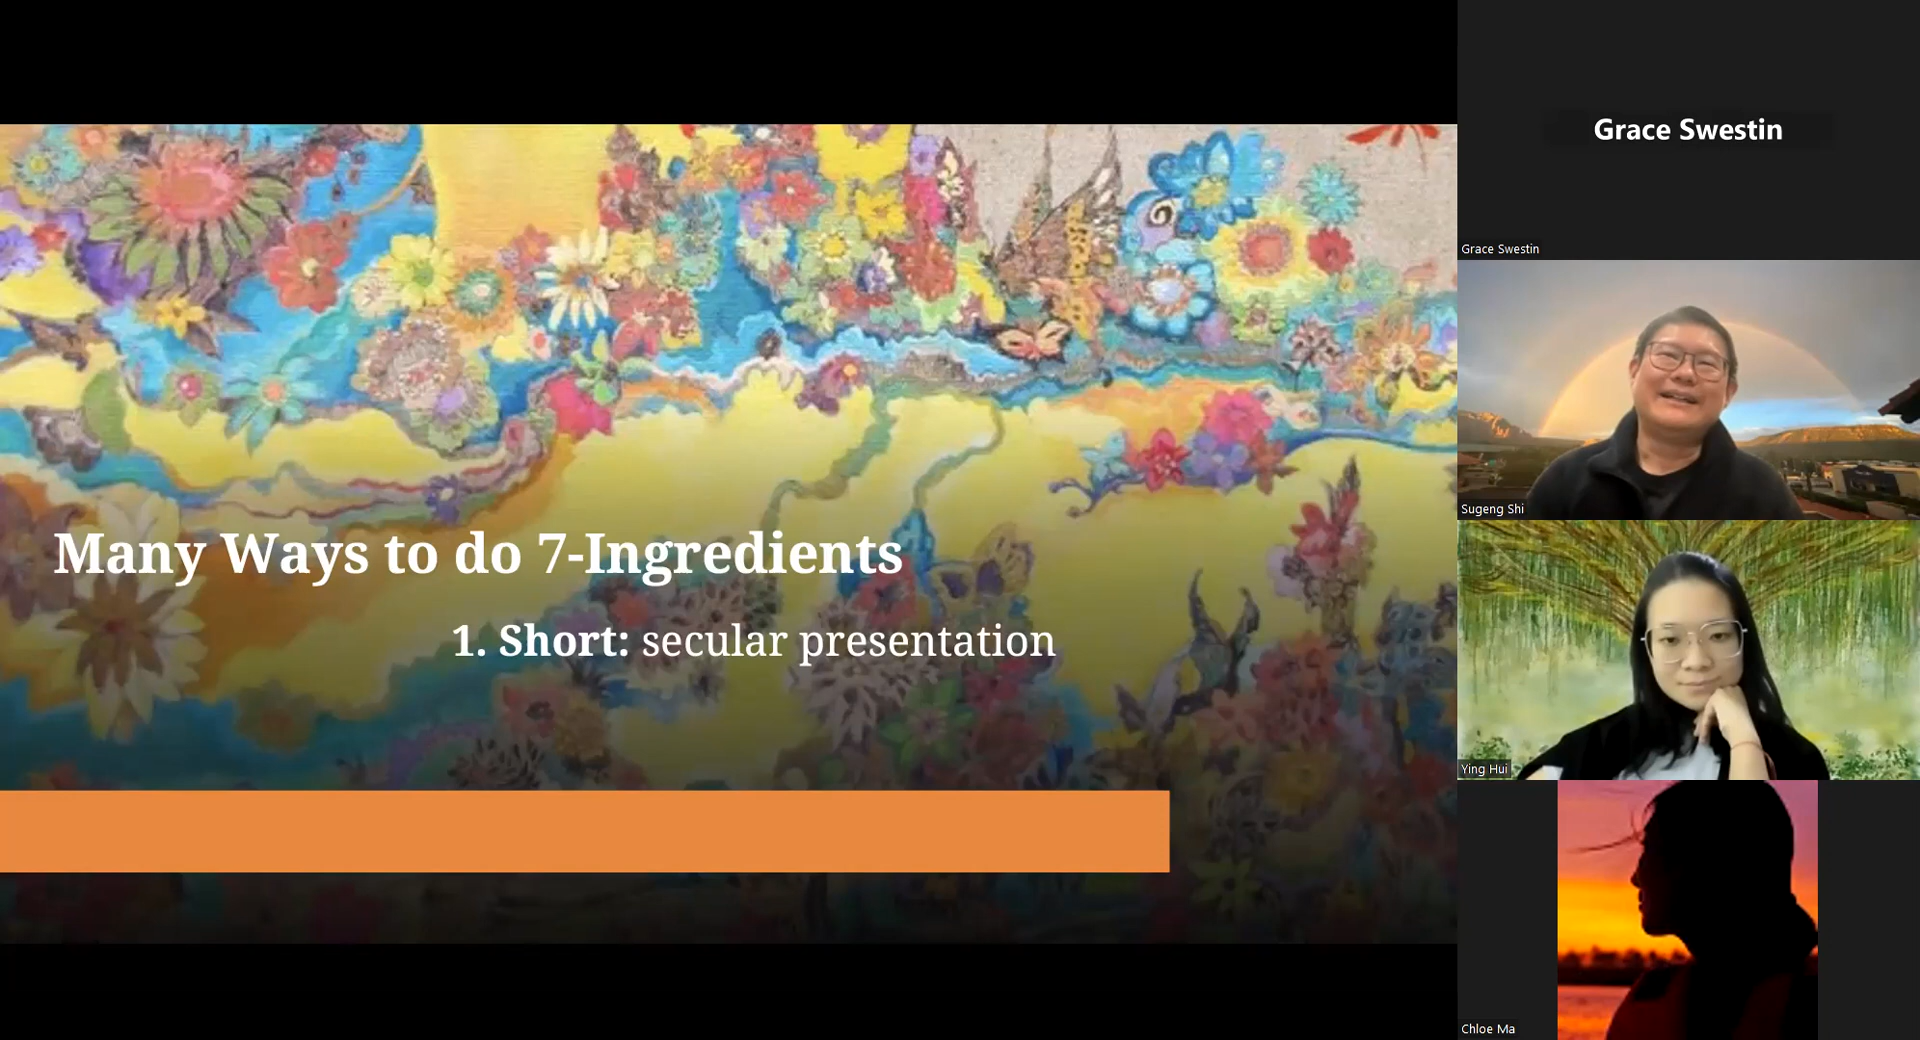 Many Ways to do 7-Ingredients
1. Short: secular presentation
Grace Swestin
Grace Swestin
Sugeng Shi
Ying Hui
Chloe Ma